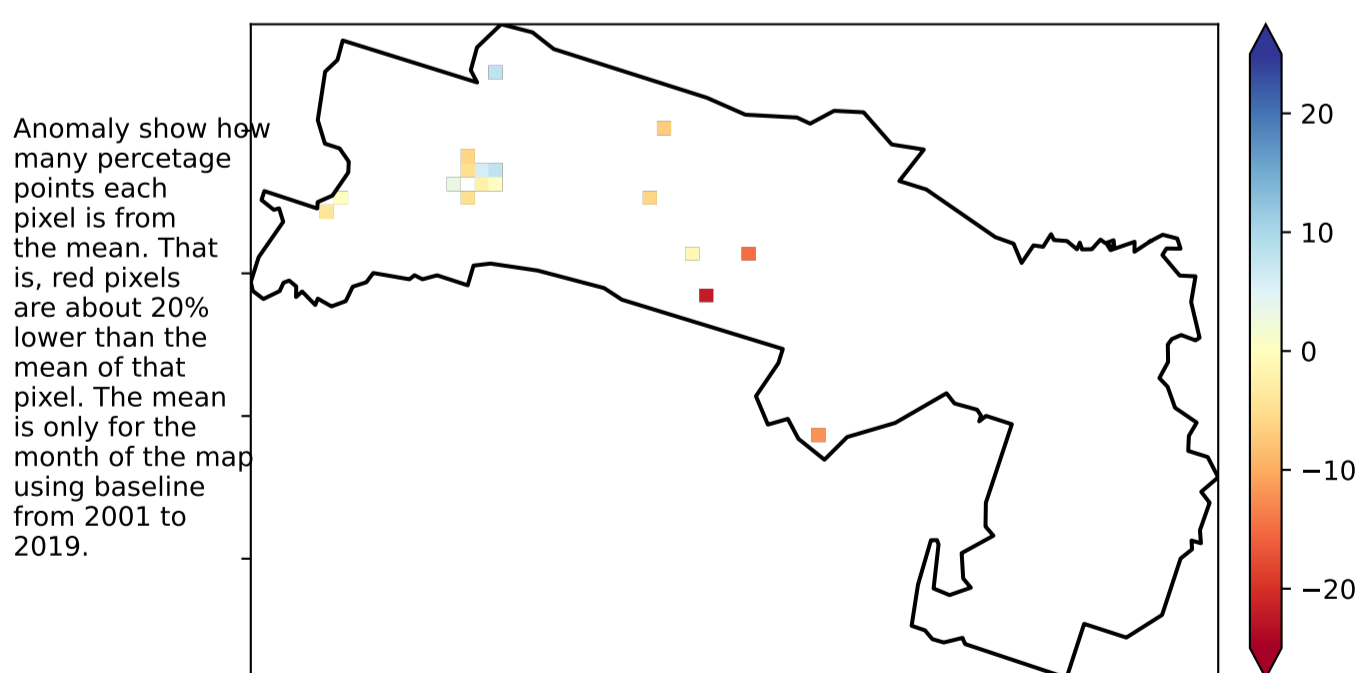 Anomaly show how
many percetage
points each
pixel is from
the mean. That
is, red pixels
are about 20%
lower than the
mean of that
pixel. The mean
is only for the
month of the map
using baseline
from 2001 to
2019.
20
10
0
−10
−20